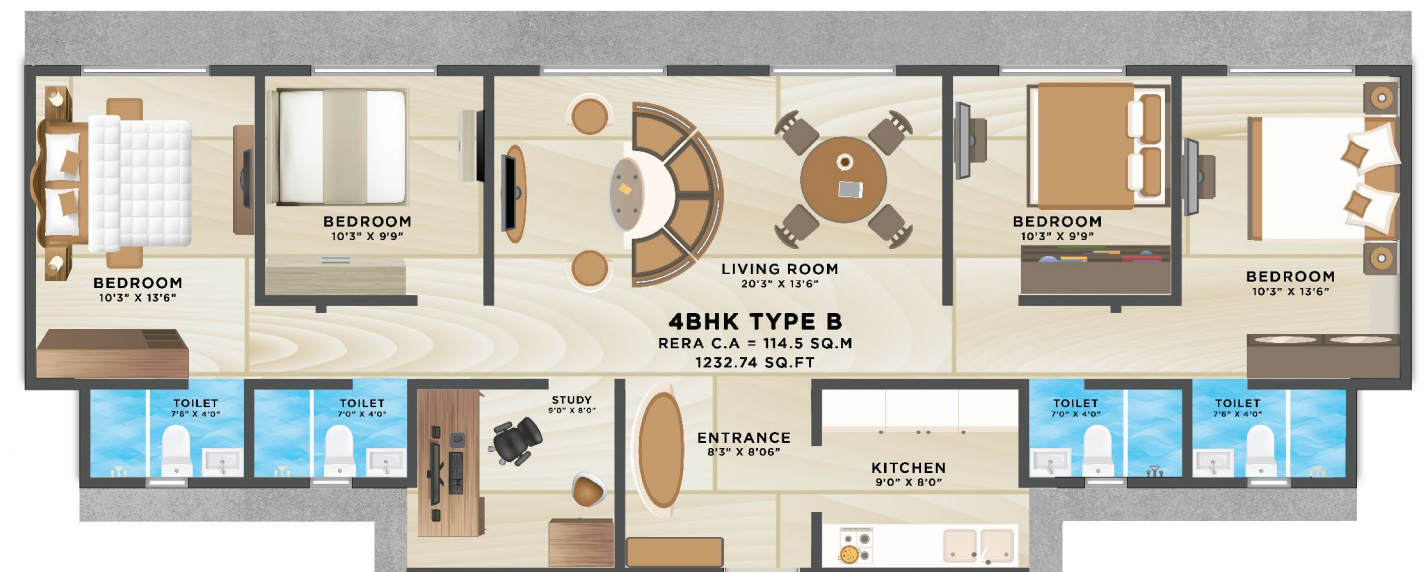 BEDROOM
10'3" X 13'6"
BEDROOM
10'3" X 9'9"
LIVING ROOM
20'3" X 13'6"
BEDROOM
10'3" X 9'9"
BEDROOM
10'3" X 13'6"
4BHK TYPE B
RERA C.A = 114.5 SQ.M
1232.74 SQ.FT
TOILET
7'6" X 4'0"
TOILET
7'0" X 4'0"
STUDY
9'0" X 8'0"
ENTRANCE
8'3" X 8'06"
KITCHEN
9'0" X 8'0"
TOILET
7'0" X 4'0"
TOILET
7'6" X 4'0"